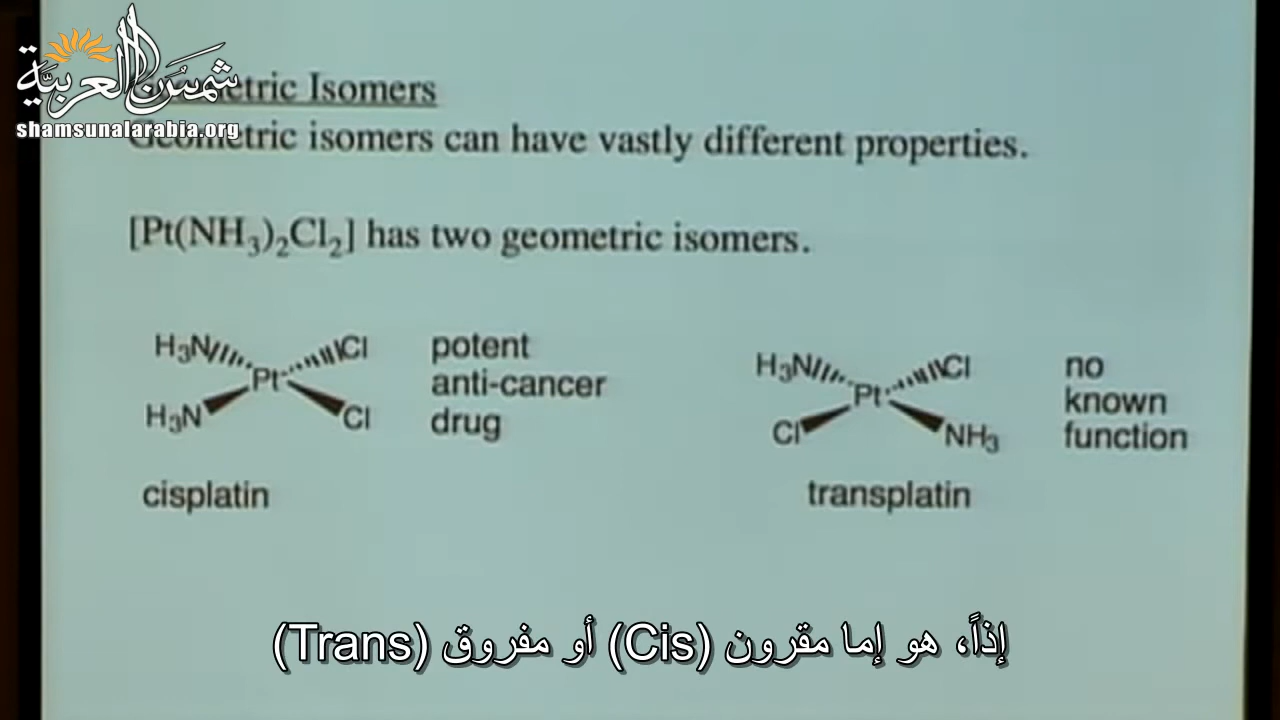 شمس العربية
shamsunalarabia.org
Geometric Isomers
Geometric isomers can have vastly different properties.
[Pt(NH₃)₂Cl₂] has two geometric isomers.
H₃N Cl
Pt
H₃N Cl
potent
anti-cancer
drug
cisplatin
H₃N Cl
Pt
Cl NH₃
no
known
function
transplatin
إذاً، هو إما مقرون (Cis) أو مفروق (Trans)